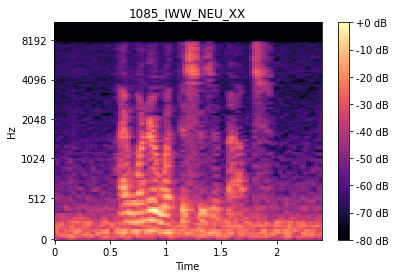 1085_IWW_NEU_XX
+0 dB
8192
-10 dB
4096
-20 dB
-30 dB
2048
Hz
-40 dB
1024
-50 dB
512
-60 dB
-70 dB
0
-80 dB
0 0.5 1 1.5 2
Time